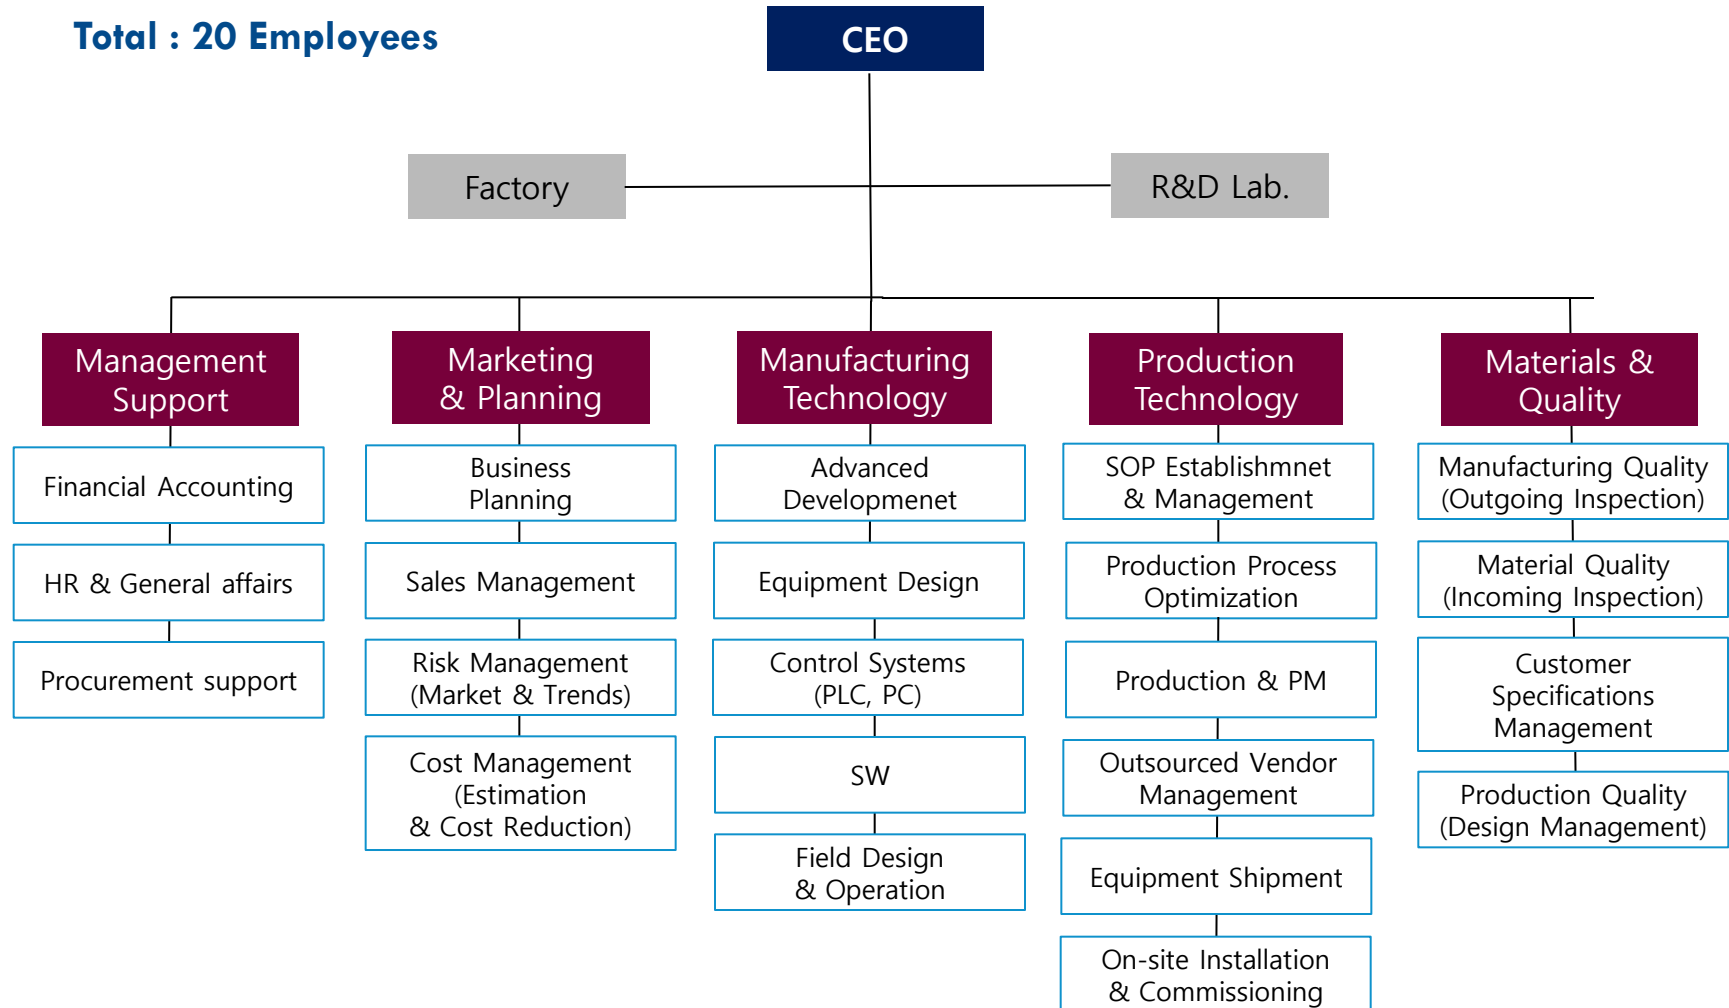 Total : 20 Employees
CEO
Factory
R&D Lab.
Management
Support
Financial Accounting
HR & General affairs
Procurement support
Marketing
& Planning
Business
Planning
Sales Management
Risk Management
(Market & Trends)
Cost Management
(Estimation
& Cost Reduction)
Manufacturing
Technology
Advanced
Developmenet
Equipment Design
Control Systems
(PLC, PC)
SW
Field Design
& Operation
Production
Technology
SOP Establishmnet
& Management
Production Process
Optimization
Production & PM
Outsourced Vendor
Management
Equipment Shipment
On-site Installation
& Commissioning
Materials &
Quality
Manufacturing Quality
(Outgoing Inspection)
Material Quality
(Incoming Inspection)
Customer
Specifications
Management
Production Quality
(Design Management)